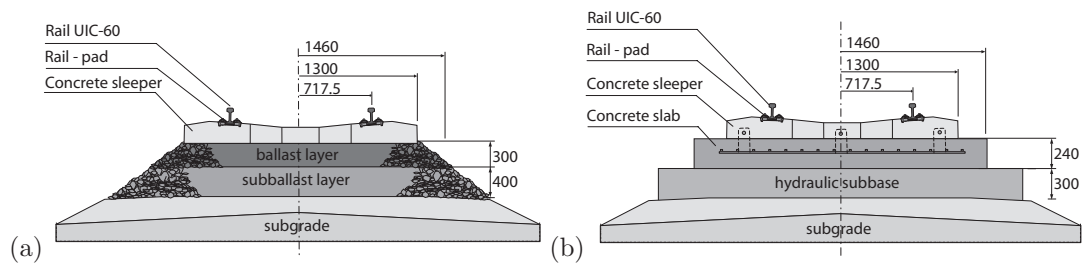 Rail UIC-60
Rail - pad
Concrete sleeper
1460
1300
717.5
ballast layer
300
subballast layer
400
subgrade
(a)
Rail UIC-60
Rail - pad
Concrete sleeper
Concrete slab
1460
1300
717.5
240
hydraulic subbase
300
subgrade
(b)